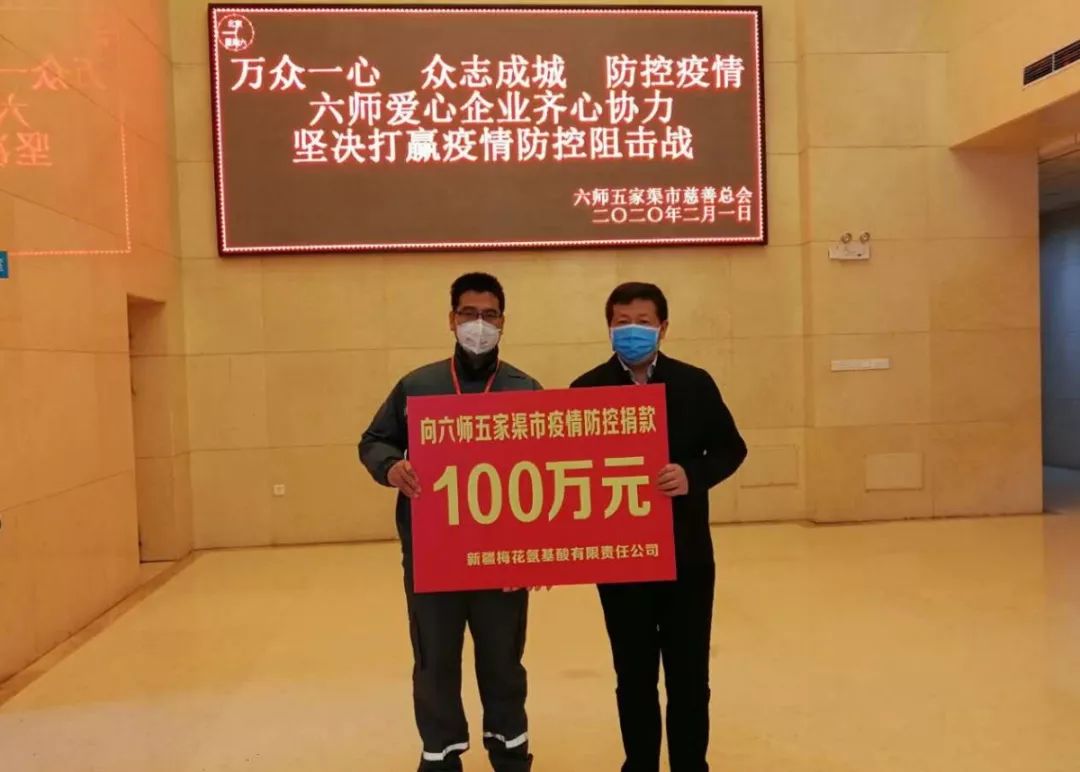 万众一心 众志成城 防控疫情
六师爱心企业齐心协力
坚决打赢疫情防控阻击战
六师五家渠市慈善总会
二〇二〇年二月一日
向六师五家渠市疫情防控捐款
100万元
新疆梅花氨基酸有限责任公司